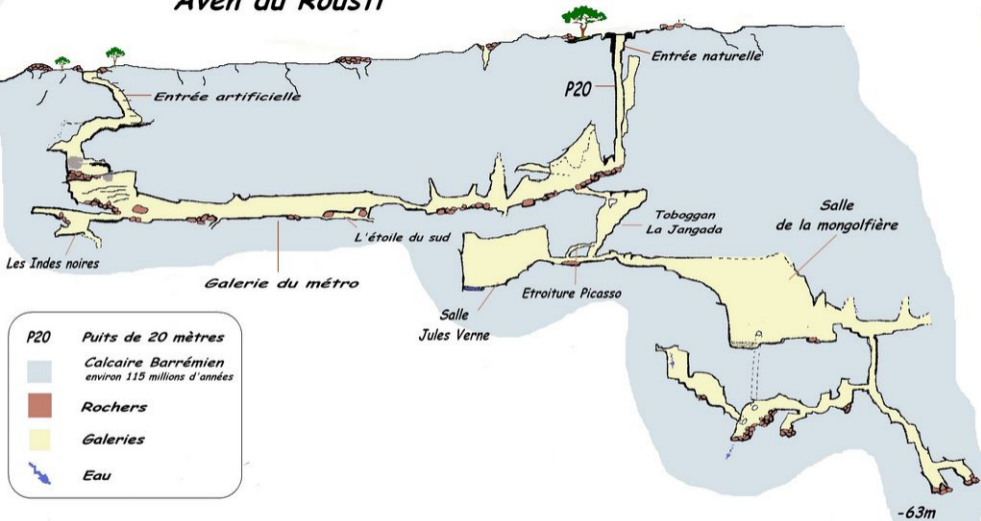 Aven du Rousti
Entrée artificielle
Entrée naturelle
P20
Toboggan
La Jangada
Salle
de la mongolfière
Les Indes noires
L'étoile du sud
Galerie du métro
Etroiture Picasso
Salle
Jules Verne
P20 Puits de 20 mètres
Calcaire Barrémien
environ 115 millions d'années
Rochers
Galeries
Eau
-63m